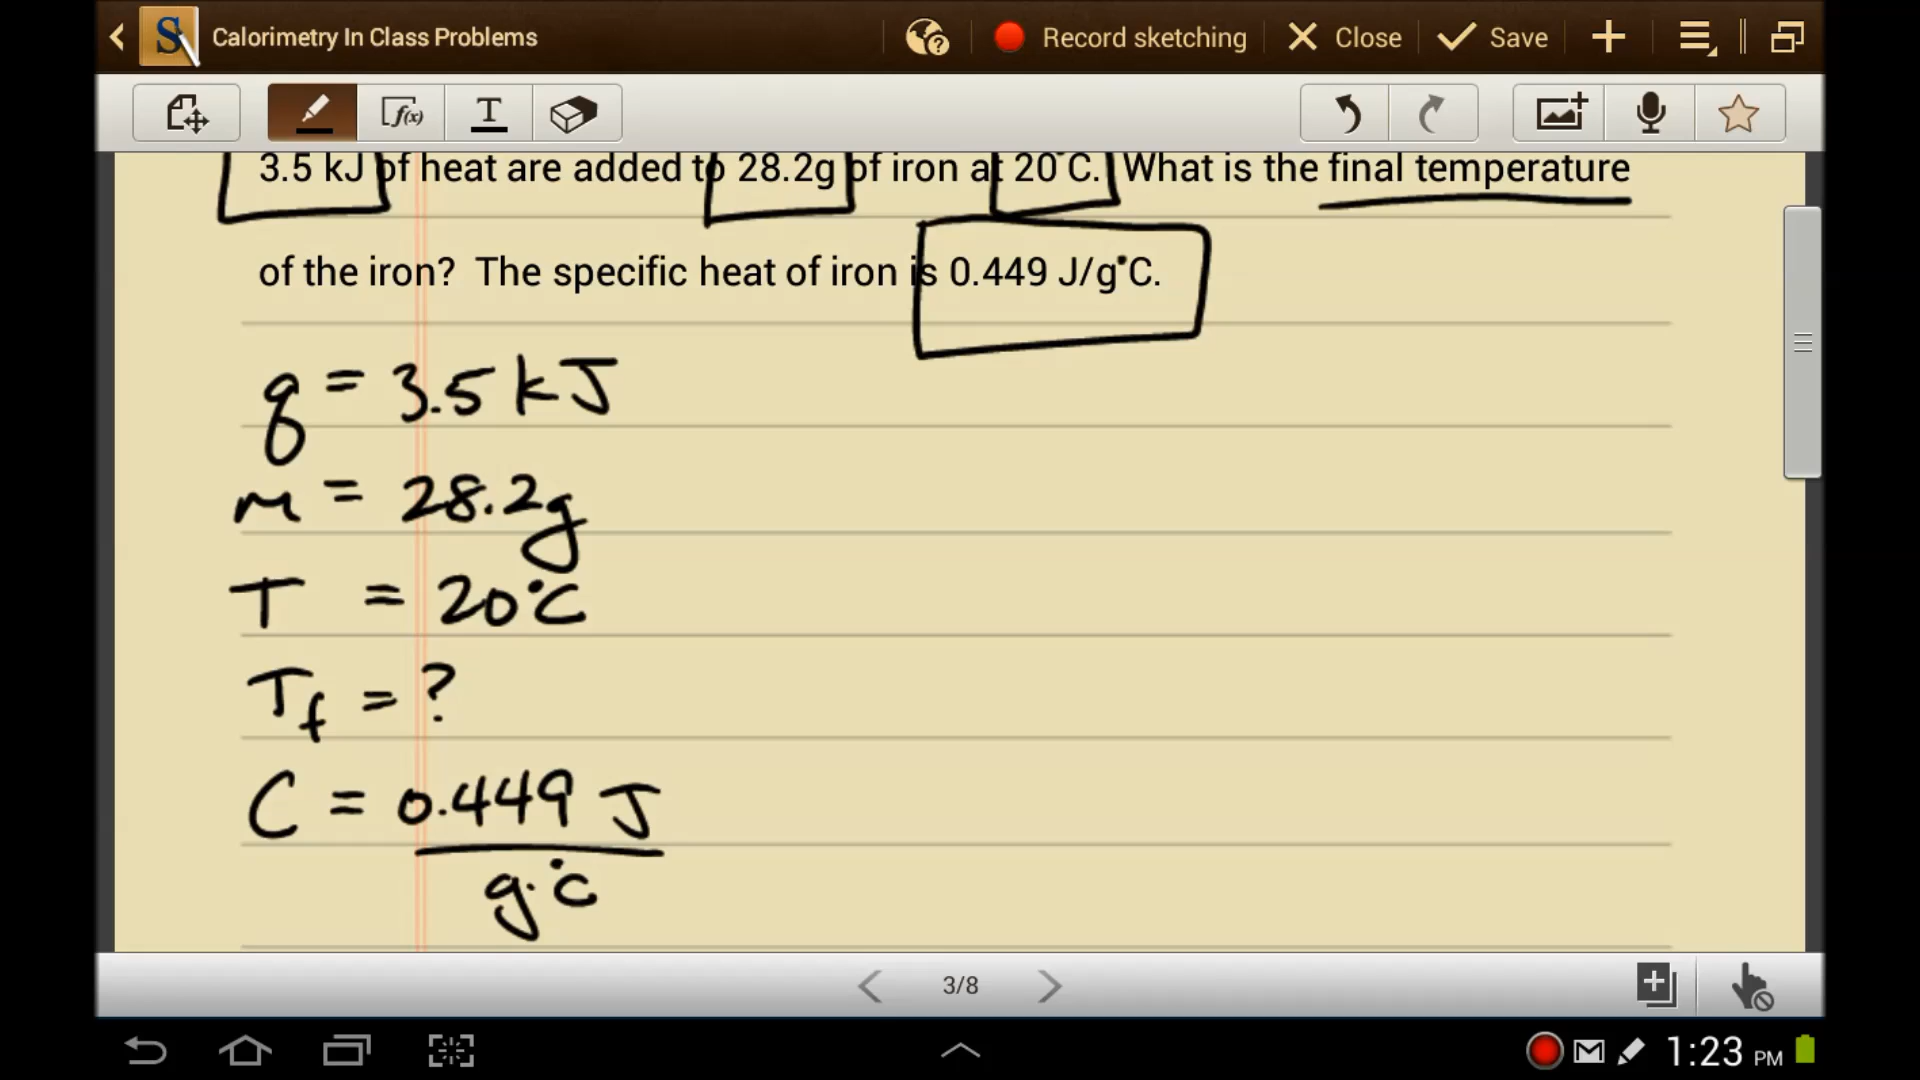 Calorimetry In Class Problems
Record sketching
Close
Save
f(x)
T
3.5 kJ of heat are added to 28.2g of iron at 20°C. What is the final temperature
of the iron? The specific heat of iron is 0.449 J/g°C.
q = 3.5 kJ
m = 28.2g
T = 20°C
Tf = ?
C = 0.449 J
g·°C
3/8
1:23 PM